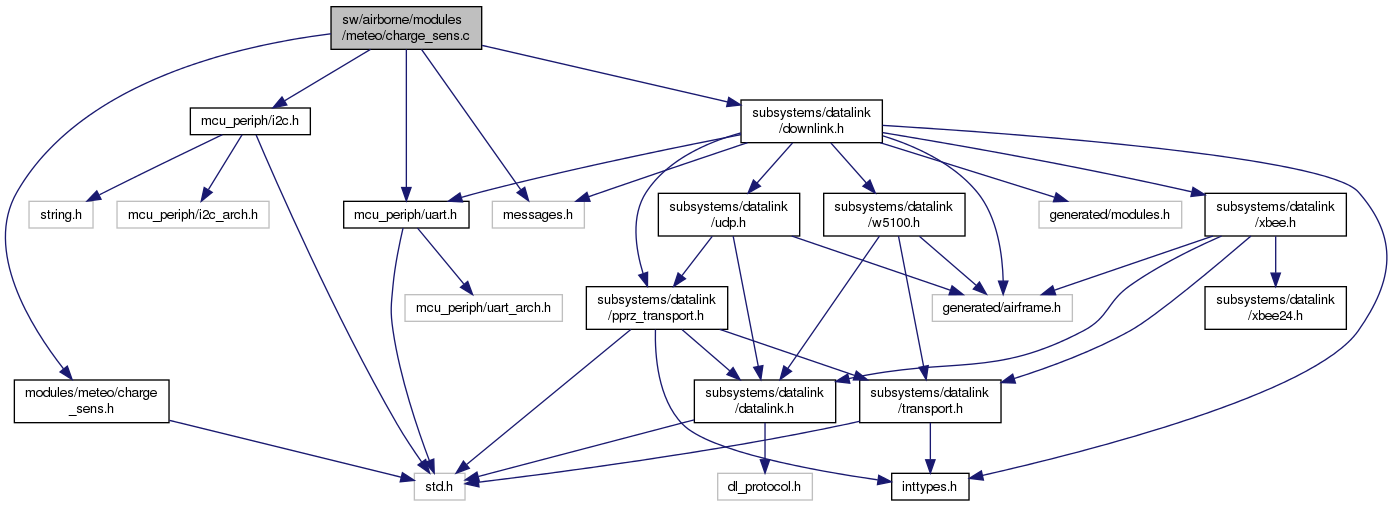 sw/airborne/modules
/meteo/charge_sens.c
mcu_periph/i2c.h
subsystems/datalink
/downlink.h
string.h
mcu_periph/i2c_arch.h
mcu_periph/uart.h
messages.h
subsystems/datalink
/udp.h
subsystems/datalink
/w5100.h
generated/modules.h
subsystems/datalink
/xbee.h
mcu_periph/uart_arch.h
subsystems/datalink
/pprz_transport.h
generated/airframe.h
subsystems/datalink
/xbee24.h
modules/meteo/charge
_sens.h
subsystems/datalink
/datalink.h
subsystems/datalink
/transport.h
std.h
dl_protocol.h
inttypes.h